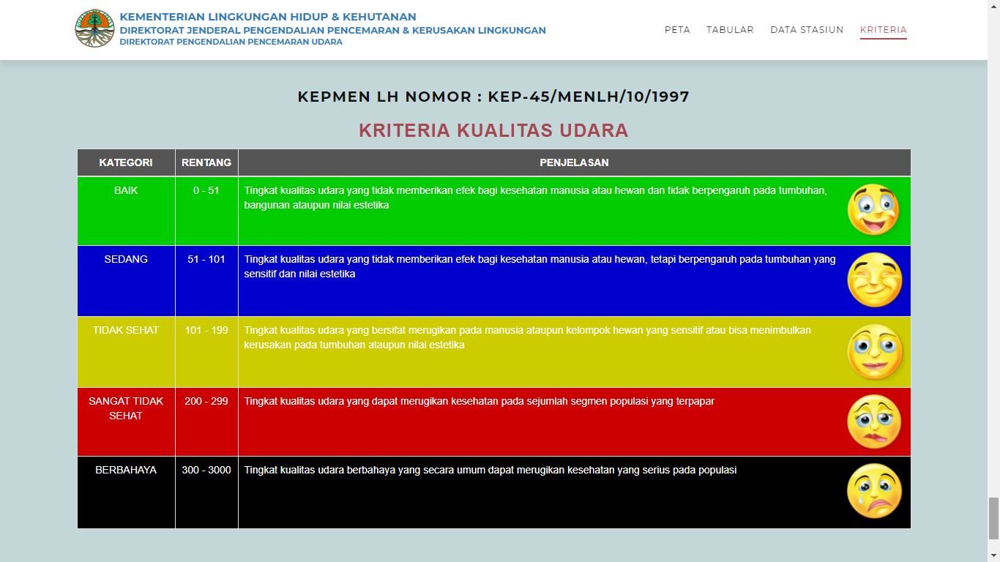 KEMENTERIAN LINGKUNGAN HIDUP & KEHUTANAN
DIREKTORAT JENDERAL PENGENDALIAN PENCEMARAN & KERUSAKAN LINGKUNGAN
DIREKTORAT PENGENDALIAN PENCEMARAN UDARA
PETA TABULAR DATA STASIUN KRITERIA
KEPMEN LH NOMOR : KEP-45/MENLH/10/1997
KRITERIA KUALITAS UDARA
KATEGORI RENTANG PENJELASAN
BAIK 0 - 51 Tingkat kualitas udara yang tidak memberikan efek bagi kesehatan manusia atau hewan dan tidak berpengaruh pada tumbuhan,
bangunan ataupun nilai estetika
SEDANG 51 - 101 Tingkat kualitas udara yang tidak memberikan efek bagi kesehatan manusia atau hewan, tetapi berpengaruh pada tumbuhan yang
sensitif dan nilai estetika
TIDAK SEHAT 101 - 199 Tingkat kualitas udara yang bersifat merugikan pada manusia ataupun kelompok hewan yang sensitif atau bisa menimbulkan
kerusakan pada tumbuhan ataupun nilai estetika
SANGAT TIDAK 200 - 299 Tingkat kualitas udara yang dapat merugikan kesehatan pada sejumlah segmen populasi yang terpapar
SEHAT
BERBAHAYA 300 - 3000 Tingkat kualitas udara berbahaya yang secara umum dapat merugikan kesehatan yang serius pada populasi